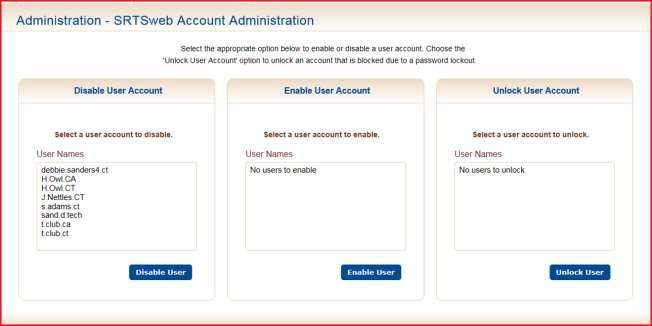 Administration - SRTSweb Account Administration
Select the appropriate option below to enable or disable a user account. Choose the
'Unlock User Account' option to unlock an account that is blocked due to a password lockout.
Disable User Account
Select a user account to disable.
User Names
debbie.sanders4.ct
H.Owl.CA
H.Owl.CT
J.Nettles.CT
s.adams.ct
sand.d.tech
t.club.ca
t.club.ct
Disable User
Enable User Account
Select a user account to enable.
User Names
No users to enable
Enable User
Unlock User Account
Select a user account to unlock.
User Names
No users to unlock
Unlock User